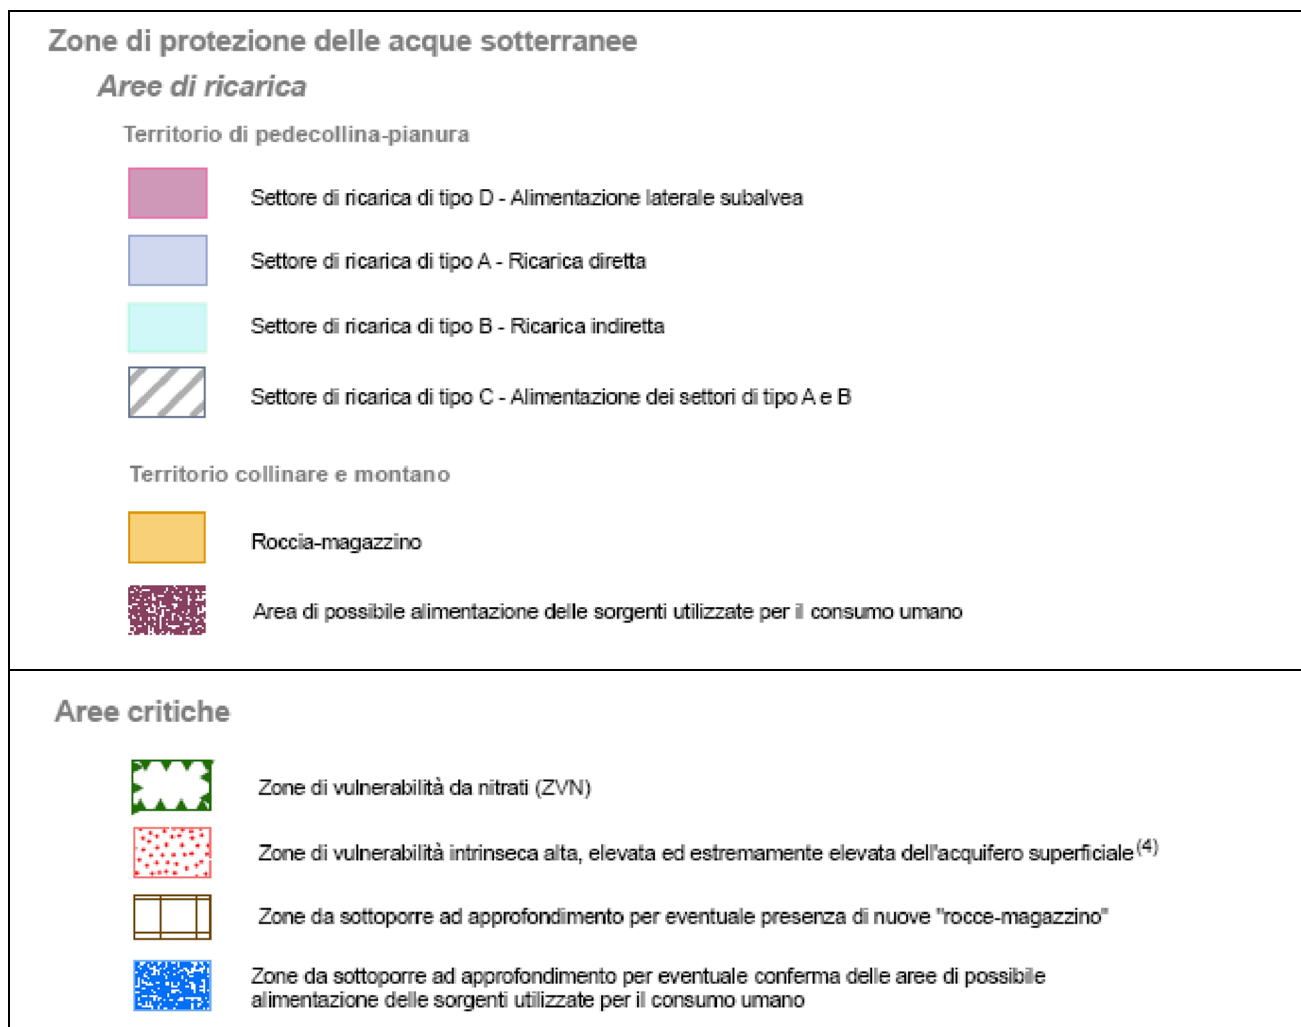 Zone di protezione delle acque sotterranee
Aree di ricarica
Territorio di pedecollina-pianura
Settore di ricarica di tipo D - Alimentazione laterale subalvea
Settore di ricarica di tipo A - Ricarica diretta
Settore di ricarica di tipo B - Ricarica indiretta
Settore di ricarica di tipo C - Alimentazione dei settori di tipo A e B
Territorio collinare e montano
Roccia-magazzino
Area di possibile alimentazione delle sorgenti utilizzate per il consumo umano
Aree critiche
Zone di vulnerabilità da nitrati (ZVN)
Zone di vulnerabilità intrinseca alta, elevata ed estremamente elevata dell'acquifero superficiale(4)
Zone da sottoporre ad approfondimento per eventuale presenza di nuove "rocce-magazzino"
Zone da sottoporre ad approfondimento per eventuale conferma delle aree di possibile
alimentazione delle sorgenti utilizzate per il consumo umano